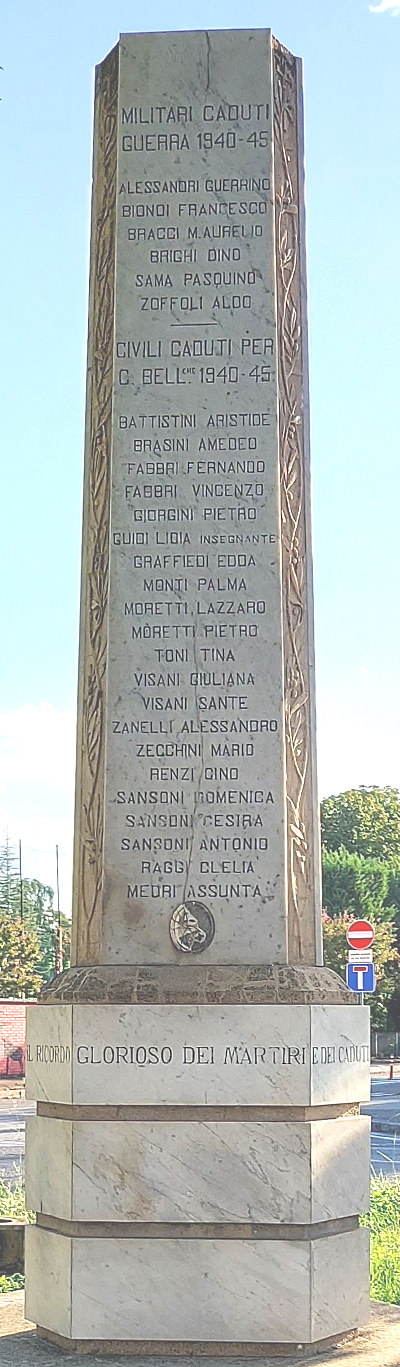 MILITARI CADUTI
GUERRA 1940-45
ALESSANDRI GUERRINO
BIONDI FRANCESCO
BRACCI M. AURELIO
BRIGHI DINO
SAMA PASQUINO
ZOFFOLI ALDO
CIVILI CADUTI PER
C. BELL.CHE 1940-45
BATTISTINI ARISTIDE
BRASINI AMEDEO
FABBRI FERNANDO
FABBRI VINCENZO
GIORGINI PIETRO
GUIDI LIDIA INSEGNANTE
GRAFFIEDI EDDA
MONTI PALMA
MORETTI LAZZARO
MORETTI PIETRO
TONI TINA
VISANI GIULIANA
VISANI SANTE
ZANELLI ALESSANDRO
ZECCHINI MARIO
RENZI GINO
SANSONI DOMENICA
SANSONI CESIRA
SANSONI ANTONIO
RAGGI CLELIA
MEDRI ASSUNTA
IL RICORDO GLORIOSO DEI MARTIRI E DEI CADUTI